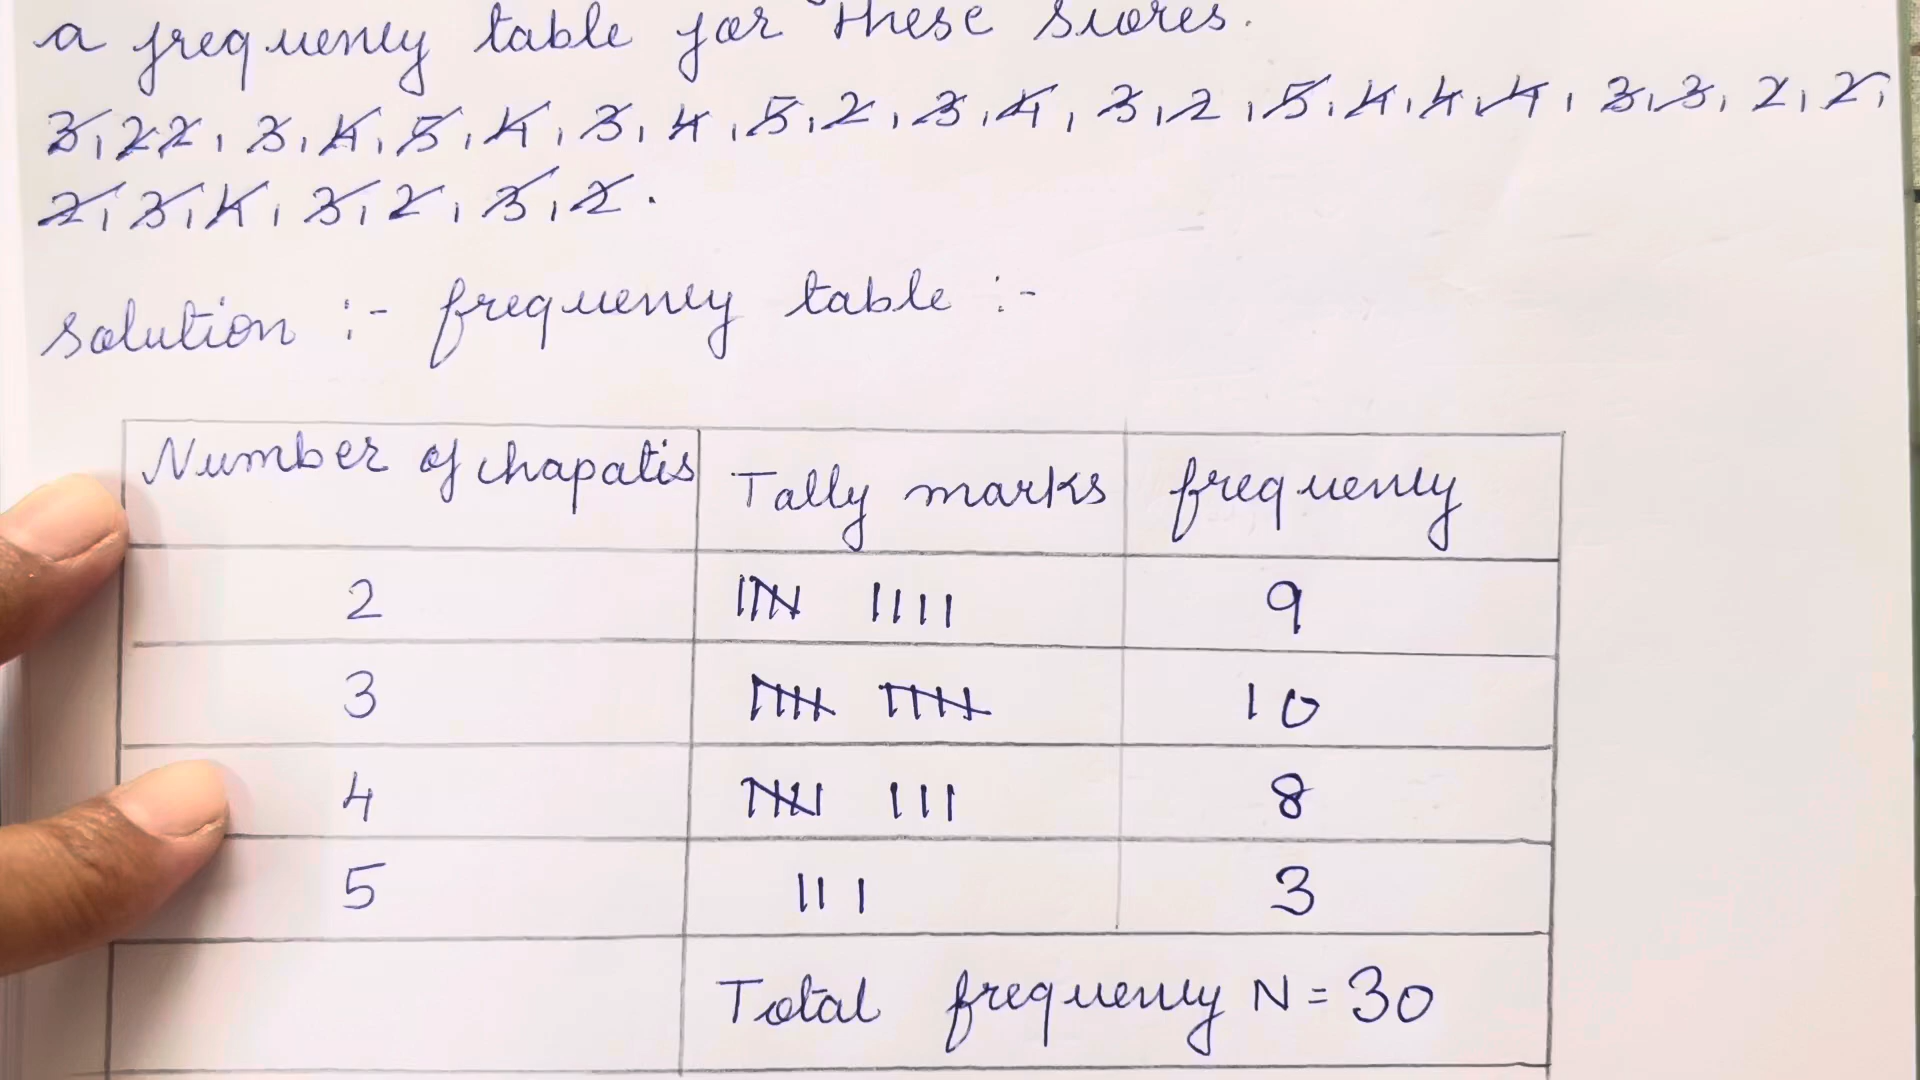 a frequency table for these scores.
3, 2 2, 3, 4, 5, 4, 3, 4, 5, 2, 3, 4, 3, 2, 5, 4, 4, 4, 3, 3, 2, 2,
2, 3, 4, 3, 2, 3, 2.
Solution :- frequency table :-
Number of chapatis Tally marks frequency
2 𝍸 |||| 9
3 𝍸 𝍸 10
4 𝍸 ||| 8
5 ||| 3
Total frequency N = 30